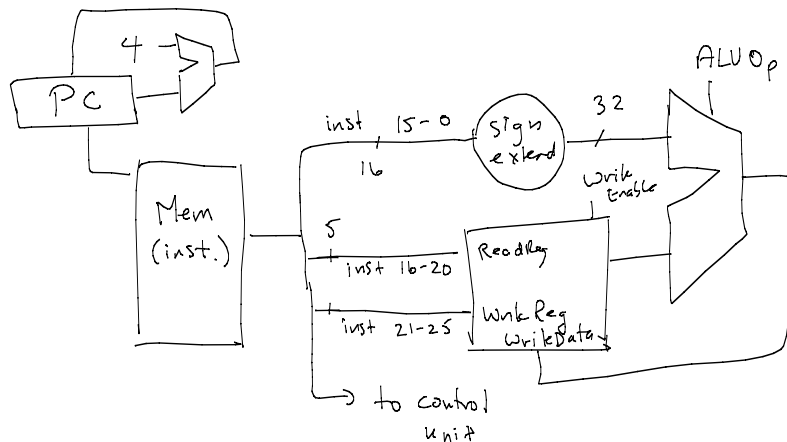 4
PC
ALUOp
inst 15-0
16
sign
extend
32
Write
Enable
Mem
(inst.)
5
inst 16-20
ReadReg
inst 21-25
WriteReg
WriteData
to control
unit